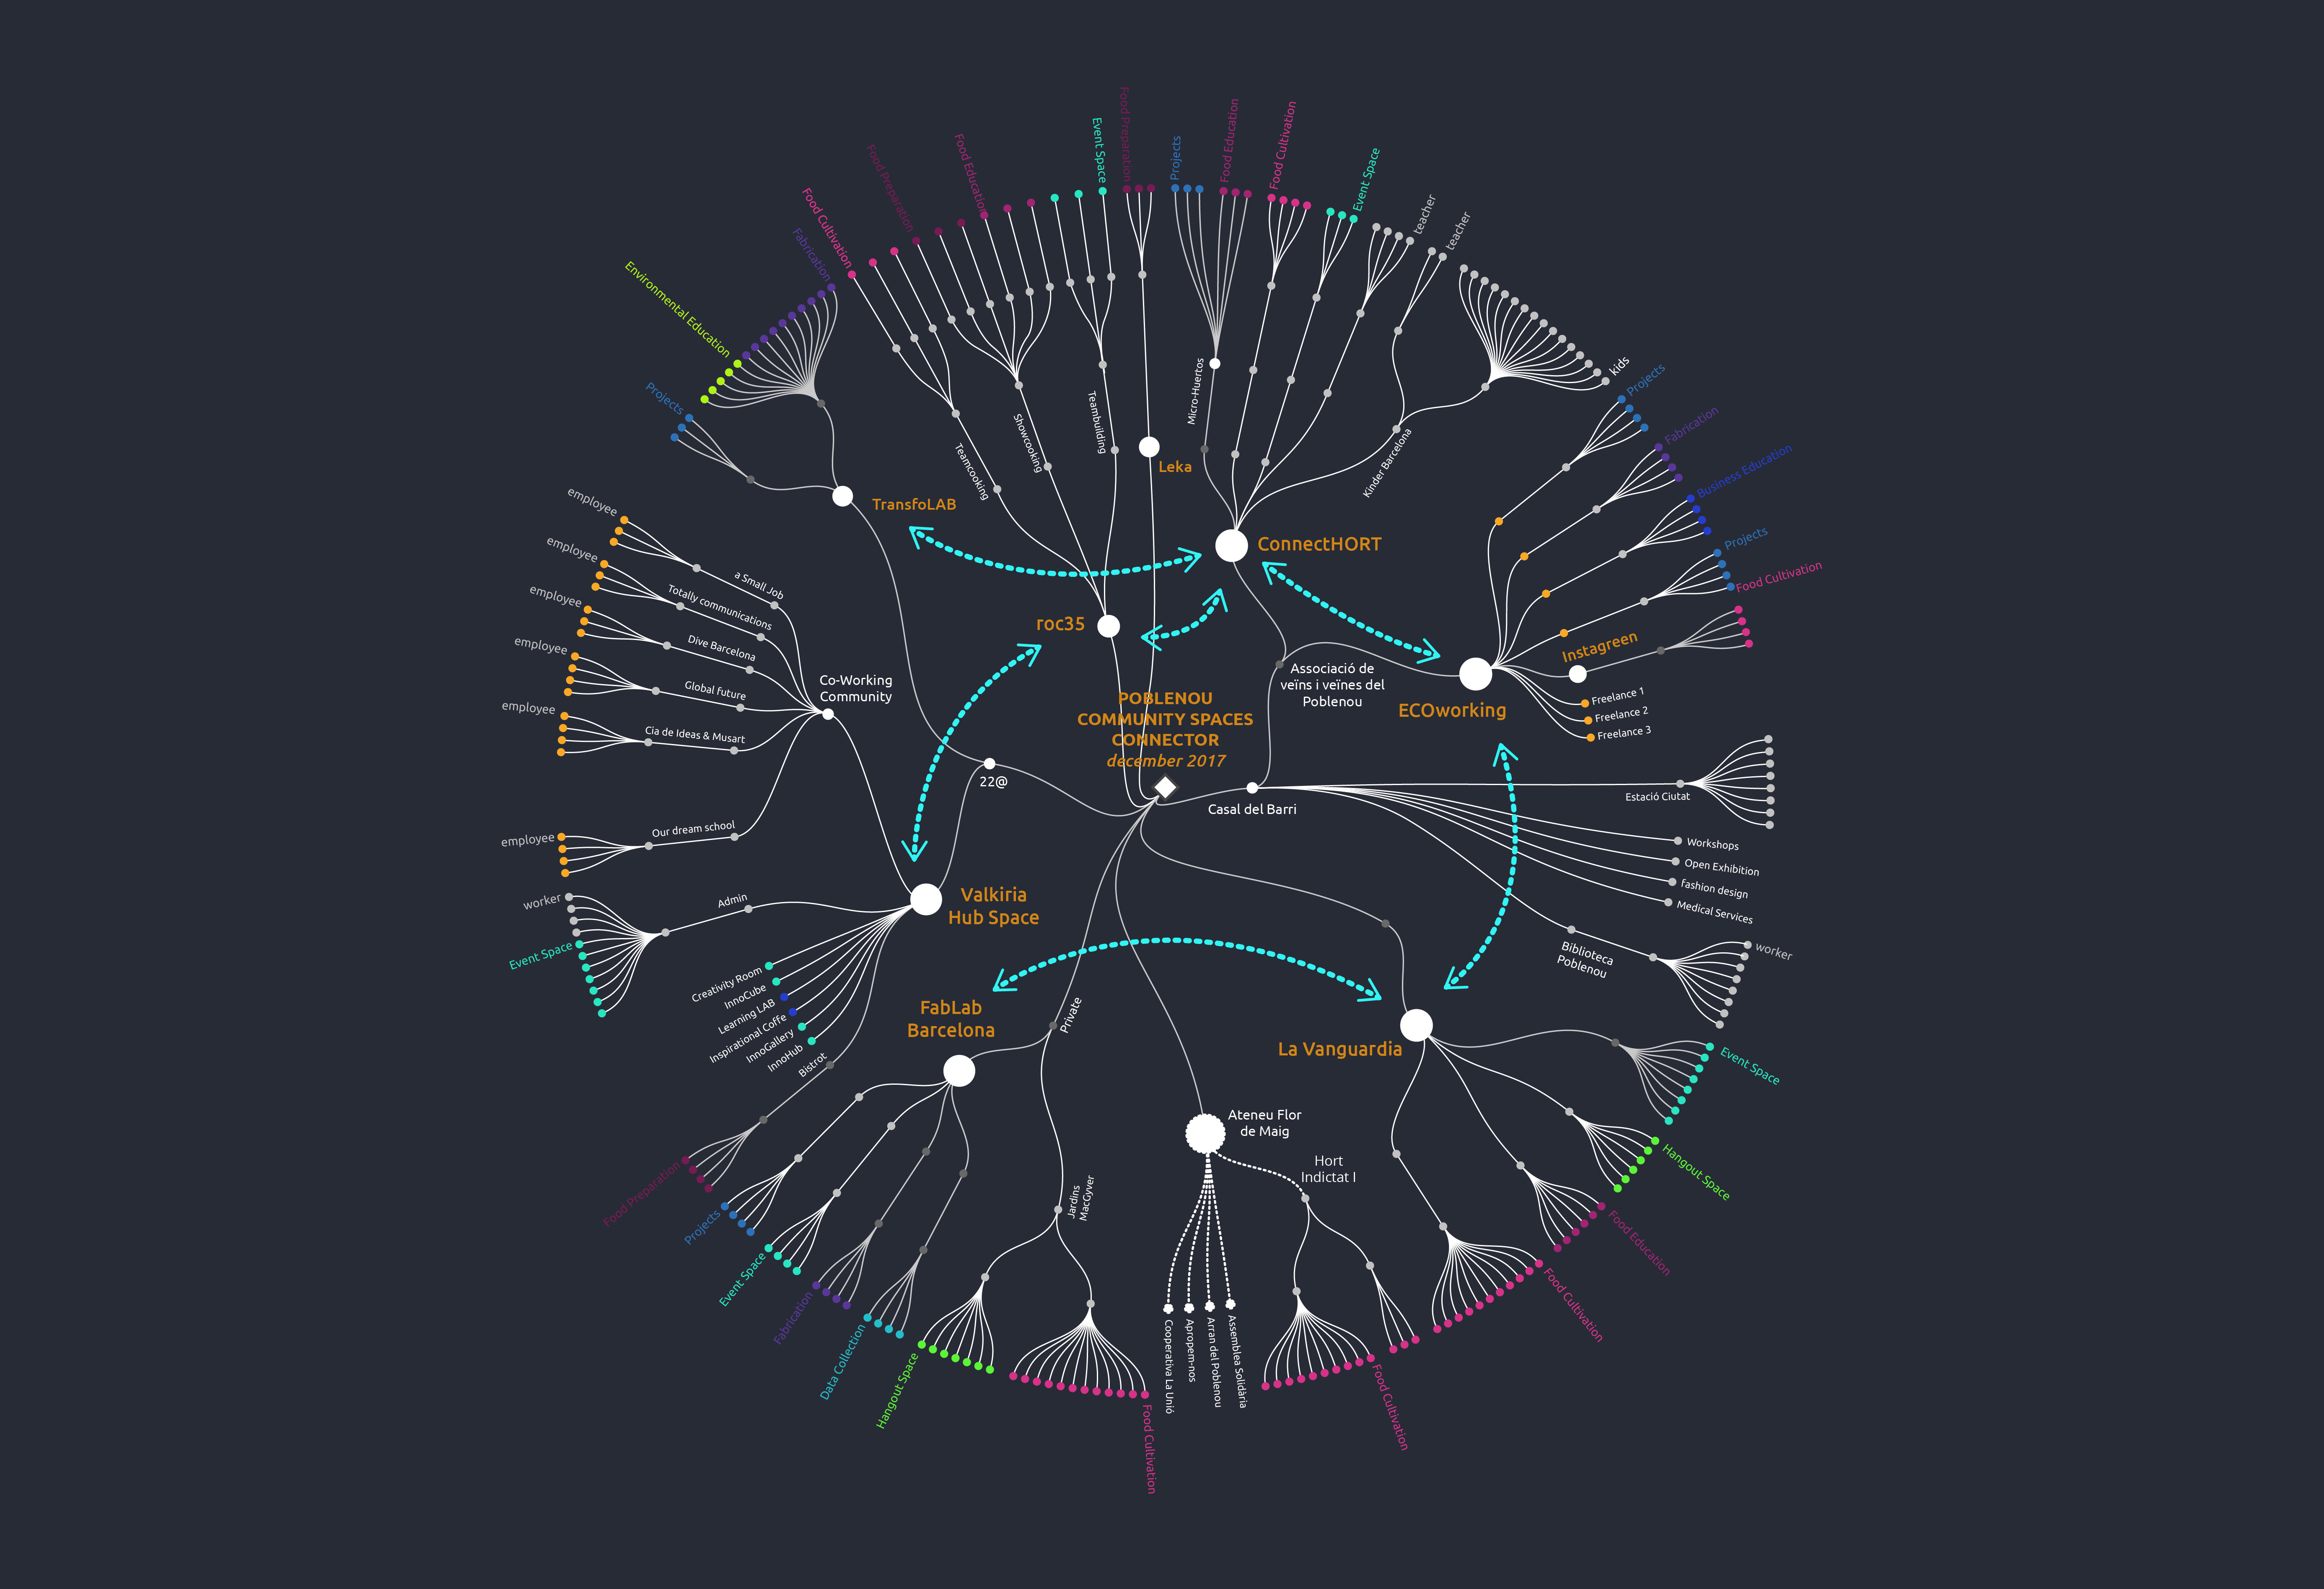 POBLENOU
COMMUNITY SPACES
CONNECTOR
december 2017
Food Preparation
Event Space
Food Education
Food Preparation
Food Cultivation
Fabrication
Environmental Education
Projects
Projects
Food Education
Food Cultivation
Event Space
teacher
teacher
kids
Projects
Fabrication
Business Education
Projects
Food Cultivation
Micro-Huertos
Kinder Barcelona
Teambuilding
Showcooking
Teamcooking
Leka
TransfoLAB
ConnectHORT
roc35
Instagreen
ECOworking
Freelance 1
Freelance 2
Freelance 3
Associació de
veïns i veïnes del
Poblenou
employee
a Small Job
employee
Totally communications
employee
Dive Barcelona
employee
Global future
employee
Cia de Ideas & Musart
employee
Our dream school
Co-Working
Community
22@
Casal del Barri
Estació Ciutat
Workshops
Open Exhibition
fashion design
Medical Services
Biblioteca
Poblenou
worker
worker
Admin
Event Space
Valkiria
Hub Space
Creativity Room
InnoCube
Learning LAB
Inspirational Coffe
InnoGallery
InnoHub
Bistrot
Food Preparation
FabLab
Barcelona
Private
La Vanguardia
Event Space
Hangout Space
Food Education
Food Cultivation
Ateneu Flor
de Maig
Hort
Indictat I
Jardins
MacGyver
Projects
Event Space
Fabrication
Data Collection
Hangout Space
Food Cultivation
Cooperativa La Unió
Apropem-nos
Arran del Poblenou
Assemblea Solidària
Food Cultivation